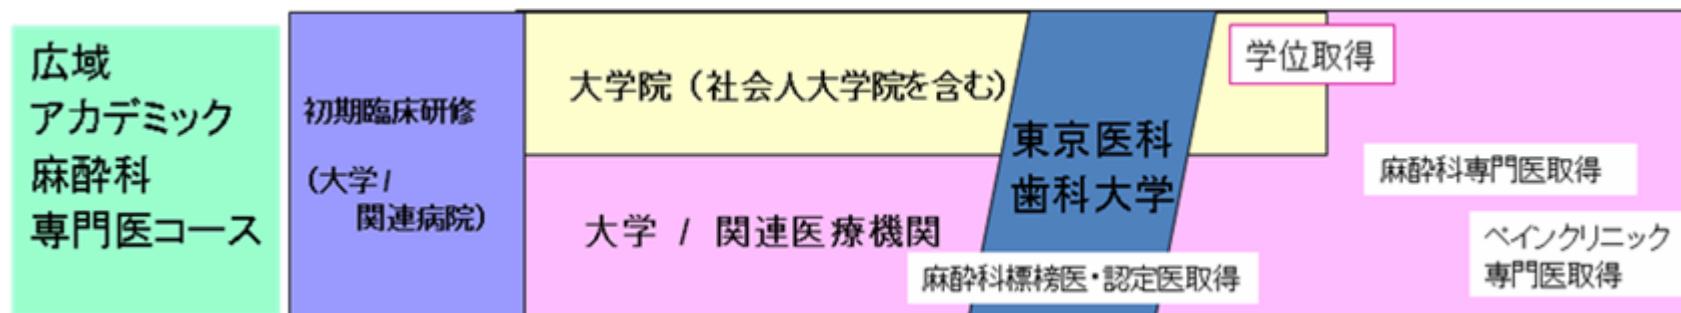 広域
アカデミック
麻酔科
専門医コース
初期臨床研修
(大学/
関連病院)
大学院(社会人大学院を含む)
大学 / 関連医療機関
東京医科
歯科大学
麻酔科標榜医・認定医取得
学位取得
麻酔科専門医取得
ペインクリニック
専門医取得